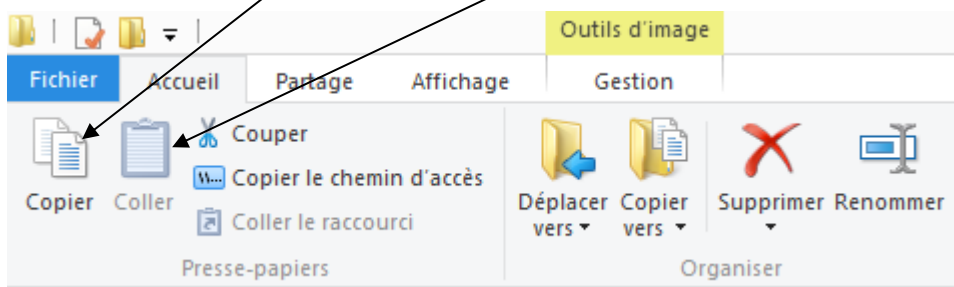 Outils d'image
Fichier Accueil Partage Affichage Gestion
Copier
Coller
Couper
Copier le chemin d'accès
Coller le raccourci
Presse-papiers
Déplacer vers
Copier vers
Supprimer
Renommer
Organiser